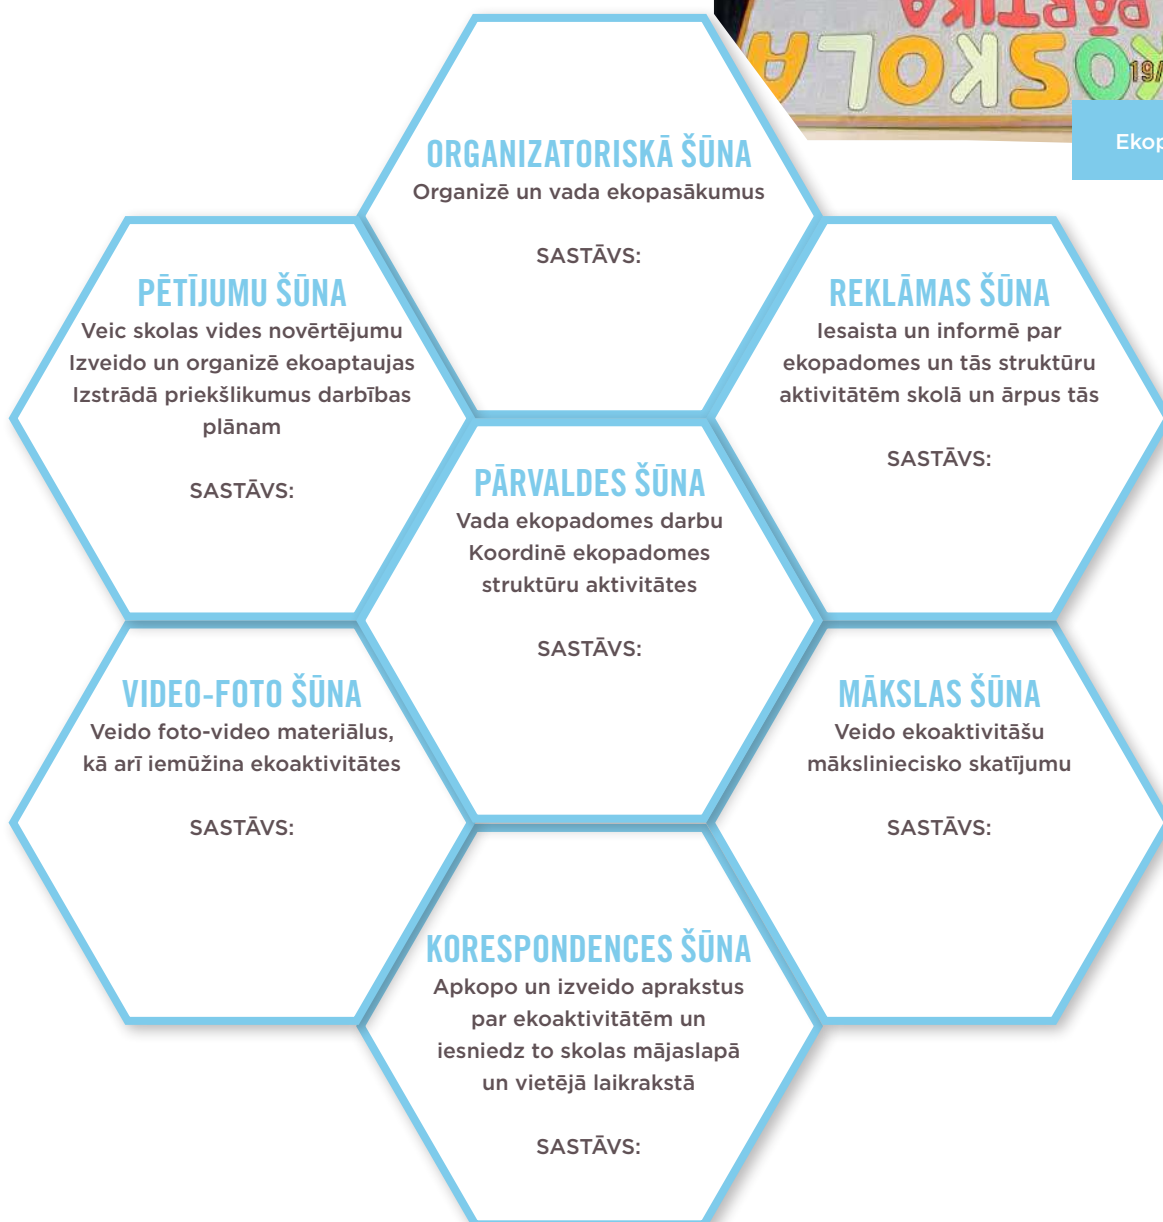 PĀRTIKA
SKOLA
19/
Ekop
ORGANIZATORISKĀ ŠŪNA
Organizē un vada ekopasākumus
SASTĀVS:
PĒTĪJUMU ŠŪNA
Veic skolas vides novērtējumu
Izveido un organizē ekoaptaujas
Izstrādā priekšlikumus darbības
plānam
SASTĀVS:
REKLĀMAS ŠŪNA
Iesaista un informē par
ekopadomes un tās struktūru
aktivitātēm skolā un ārpus tās
SASTĀVS:
PĀRVALDES ŠŪNA
Vada ekopadomes darbu
Koordinē ekopadomes
struktūru aktivitātes
SASTĀVS:
VIDEO-FOTO ŠŪNA
Veido foto-video materiālus,
kā arī iemūžina ekoaktivitātes
SASTĀVS:
MĀKSLAS ŠŪNA
Veido ekoaktivitāšu
māksliniecisko skatījumu
SASTĀVS:
KORESPONDENCES ŠŪNA
Apkopo un izveido aprakstus
par ekoaktivitātēm un
iesniedz to skolas mājaslapā
un vietējā laikrakstā
SASTĀVS: